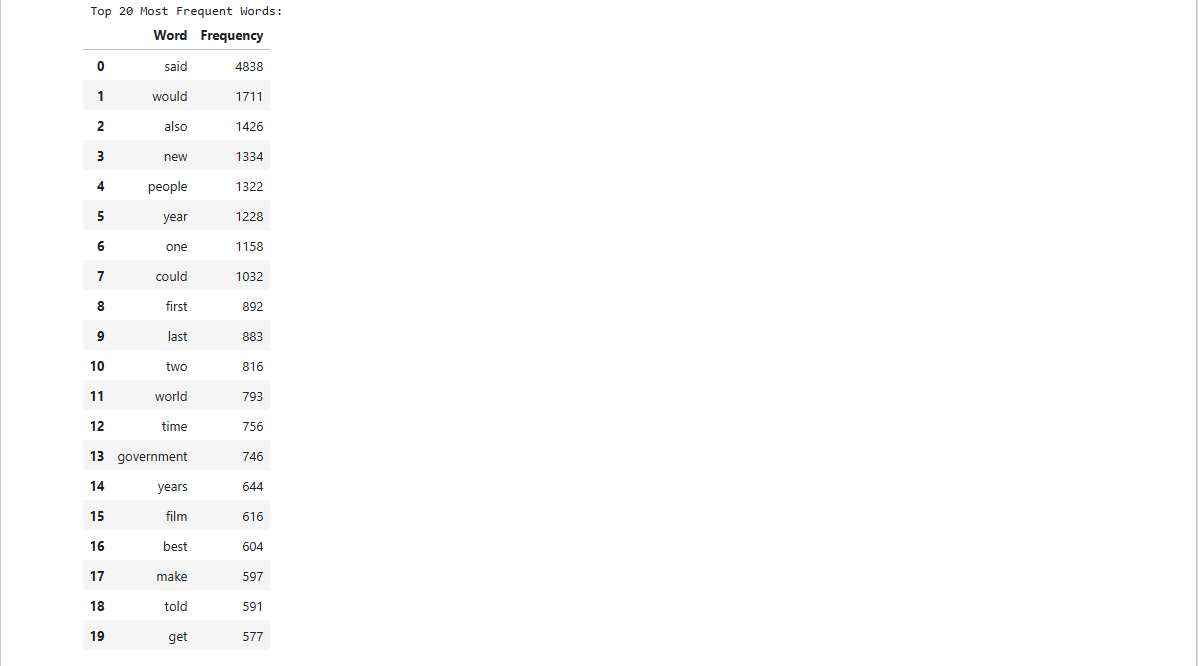 Top 20 Most Frequent Words:
Word Frequency
0 said 4838
1 would 1711
2 also 1426
3 new 1334
4 people 1322
5 year 1228
6 one 1158
7 could 1032
8 first 892
9 last 883
10 two 816
11 world 793
12 time 756
13 government 746
14 years 644
15 film 616
16 best 604
17 make 597
18 told 591
19 get 577